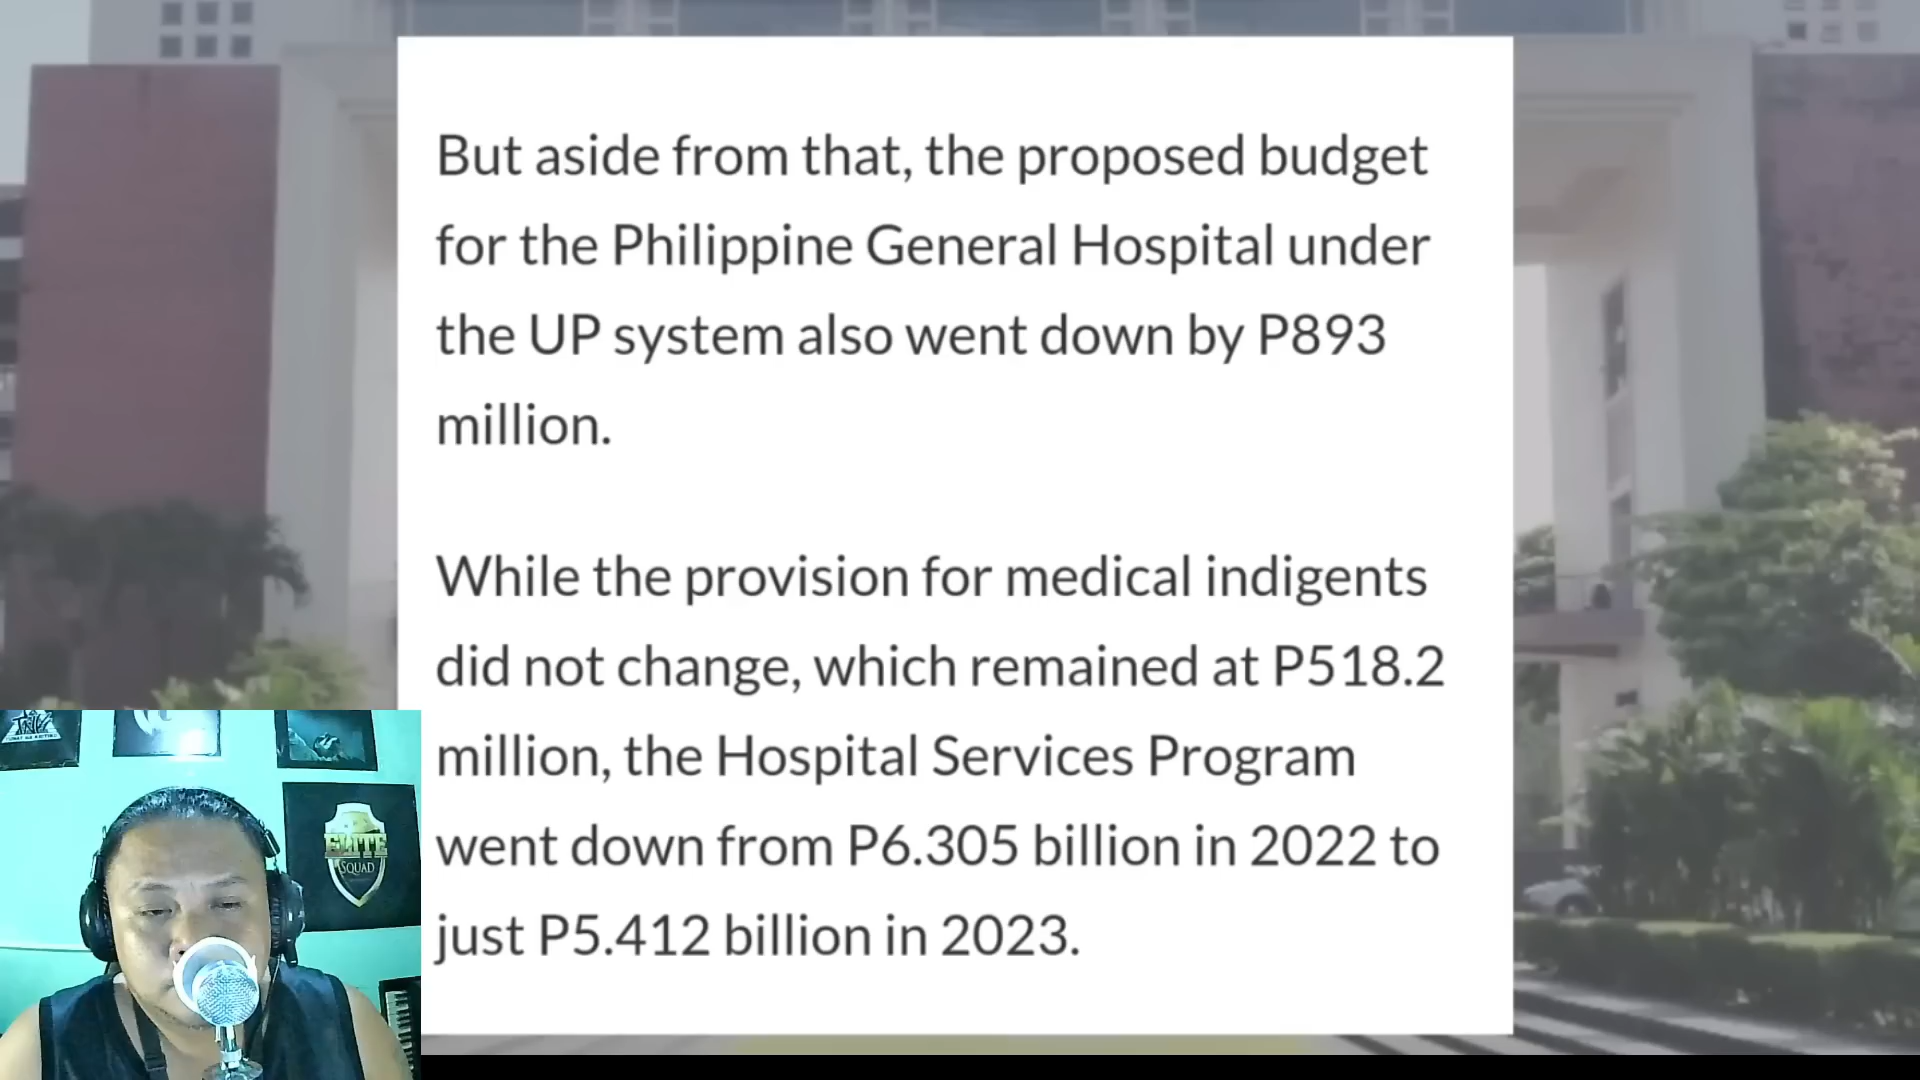 But aside from that, the proposed budget
for the Philippine General Hospital under
the UP system also went down by P893
million.
While the provision for medical indigents
did not change, which remained at P518.2
million, the Hospital Services Program
went down from P6.305 billion in 2022 to
just P5.412 billion in 2023.
ELITE
SQUAD